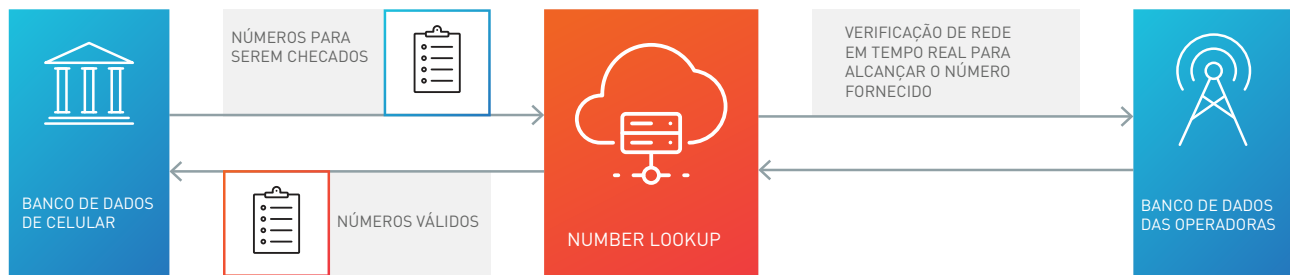 NÚMEROS PARA
SEREM CHECADOS
VERIFICAÇÃO DE REDE
EM TEMPO REAL PARA
ALCANÇAR O NÚMERO
FORNECIDO
BANCO DE DADOS
DE CELULAR
NÚMEROS VÁLIDOS
NUMBER LOOKUP
BANCO DE DADOS
DAS OPERADORAS